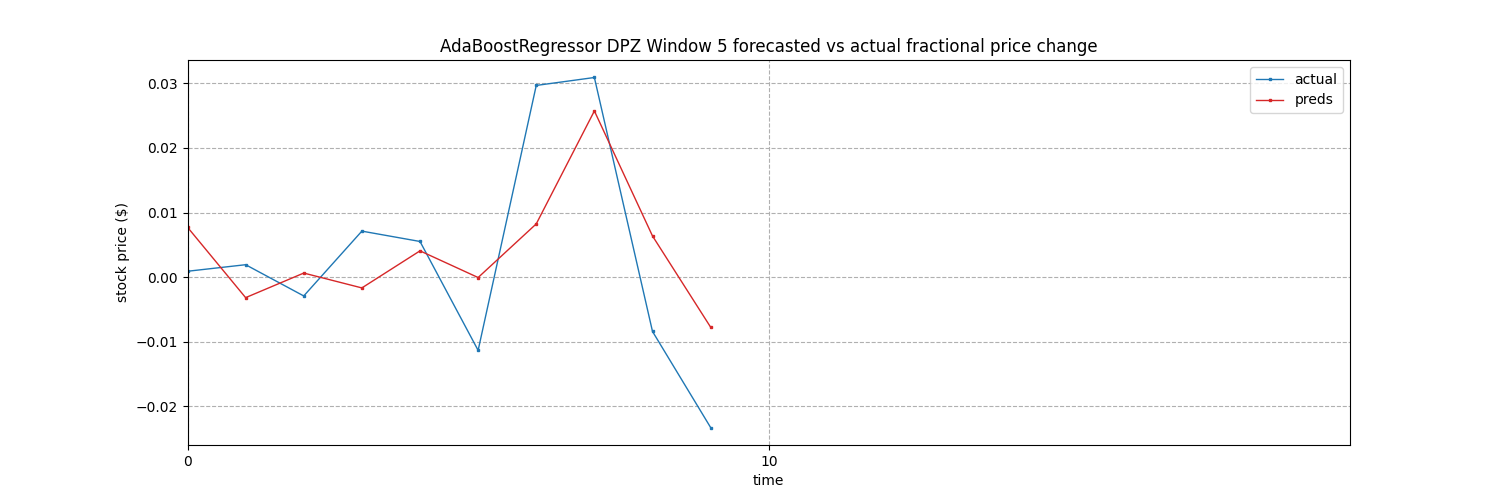 AdaBoostRegressor DPZ Window 5 forecasted vs actual fractional price change
actual
preds
0.03
0.02
0.01
0.00
−0.01
−0.02
stock price ($)
0
10
time